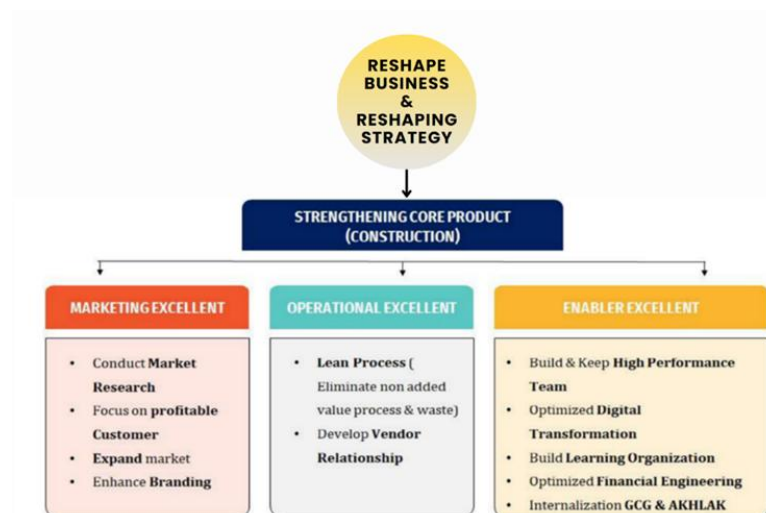 RESHAPE
BUSINESS
&
RESHAPING
STRATEGY
STRENGTHENING CORE PRODUCT
(CONSTRUCTION)
MARKETING EXCELLENT
• Conduct Market
Research
• Focus on profitable
Customer
• Expand market
• Enhance Branding
OPERATIONAL EXCELLENT
• Lean Process (
Eliminate non added
value process & waste)
• Develop Vendor
Relationship
ENABLER EXCELLENT
• Build & Keep High Performance
Team
• Optimized Digital
Transformation
• Build Learning Organization
• Optimized Financial Engineering
• Internalization GCG & AKHLAK